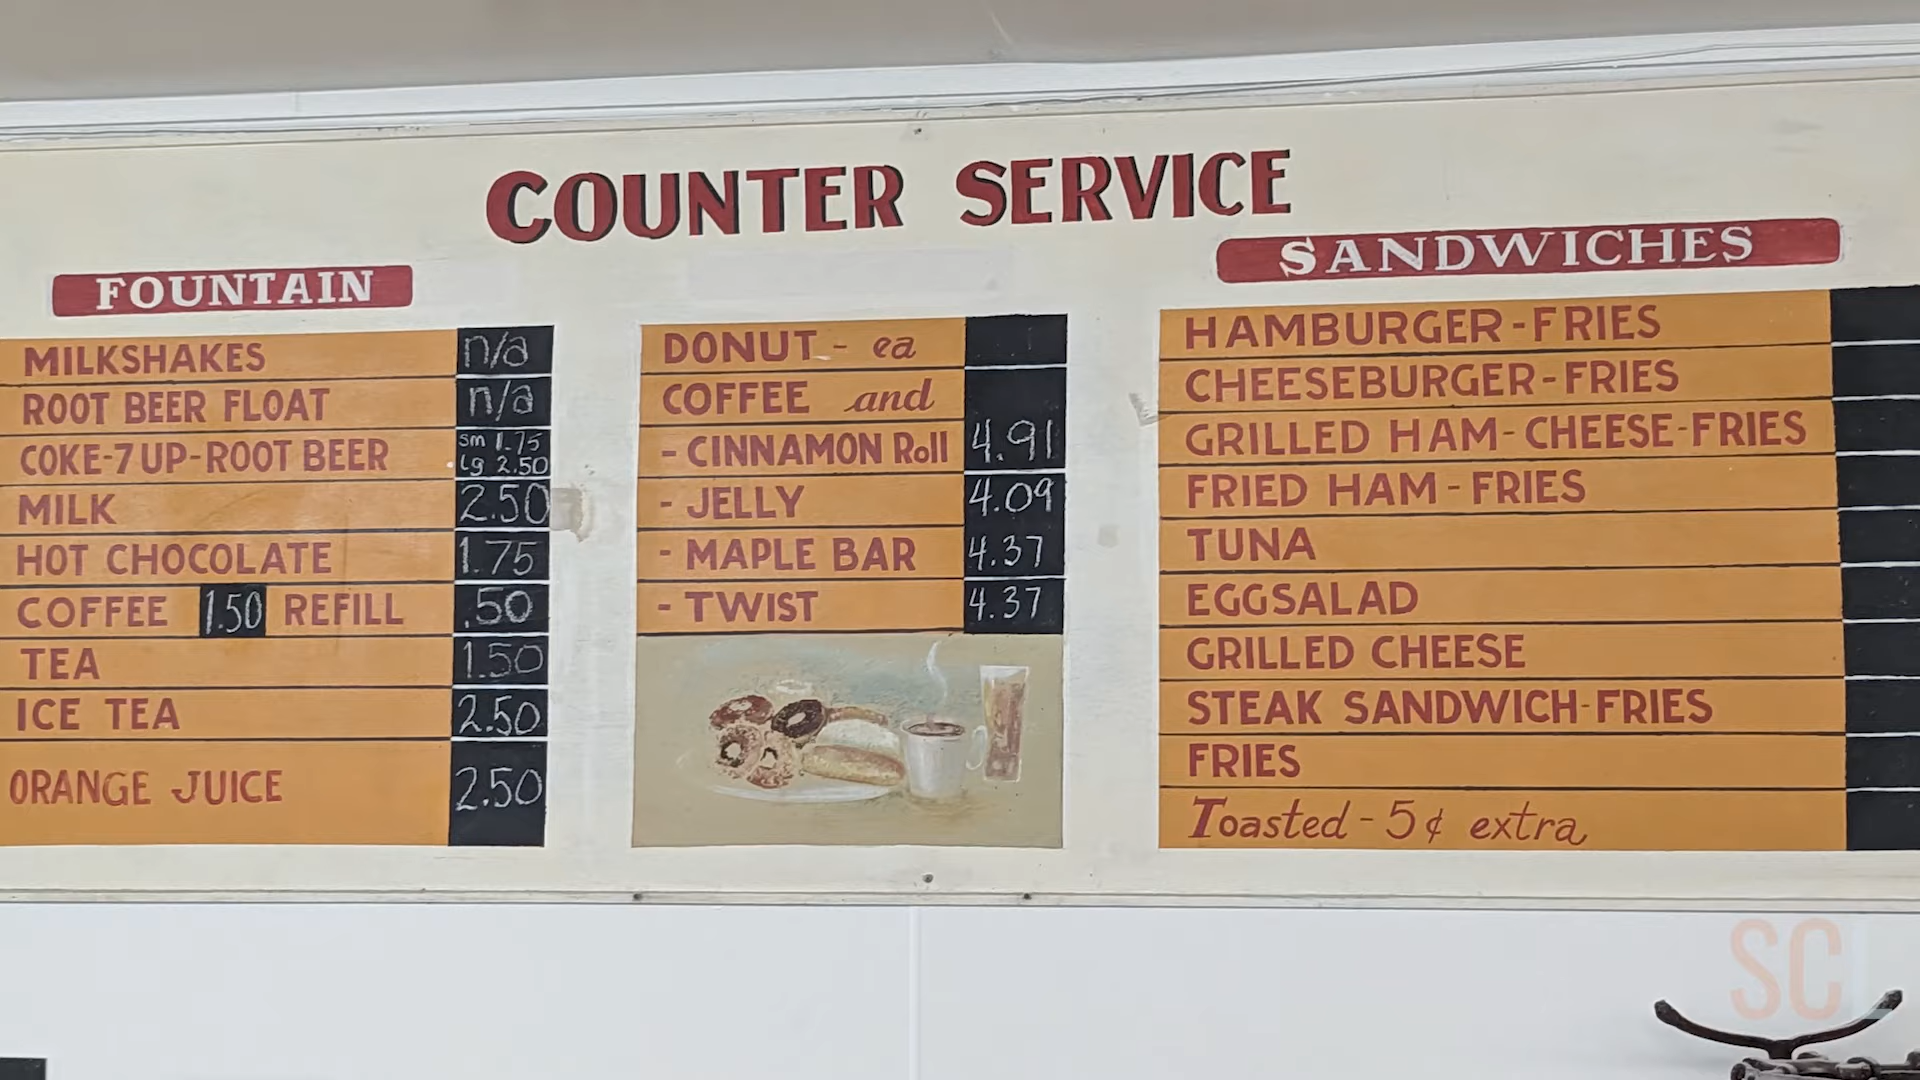 COUNTER SERVICE
FOUNTAIN
MILKSHAKES n/a
ROOT BEER FLOAT n/a
COKE-7UP-ROOT BEER sm 1.75
lg 2.50
MILK 2.50
HOT CHOCOLATE 1.75
COFFEE 1.50 REFILL .50
TEA 1.50
ICE TEA 2.50
ORANGE JUICE 2.50
DONUT - ea
COFFEE and
- CINNAMON Roll 4.91
- JELLY 4.09
- MAPLE BAR 4.37
- TWIST 4.37
SANDWICHES
HAMBURGER-FRIES
CHEESEBURGER-FRIES
GRILLED HAM-CHEESE-FRIES
FRIED HAM-FRIES
TUNA
EGGSALAD
GRILLED CHEESE
STEAK SANDWICH-FRIES
FRIES
Toasted - 5¢ extra
SCL